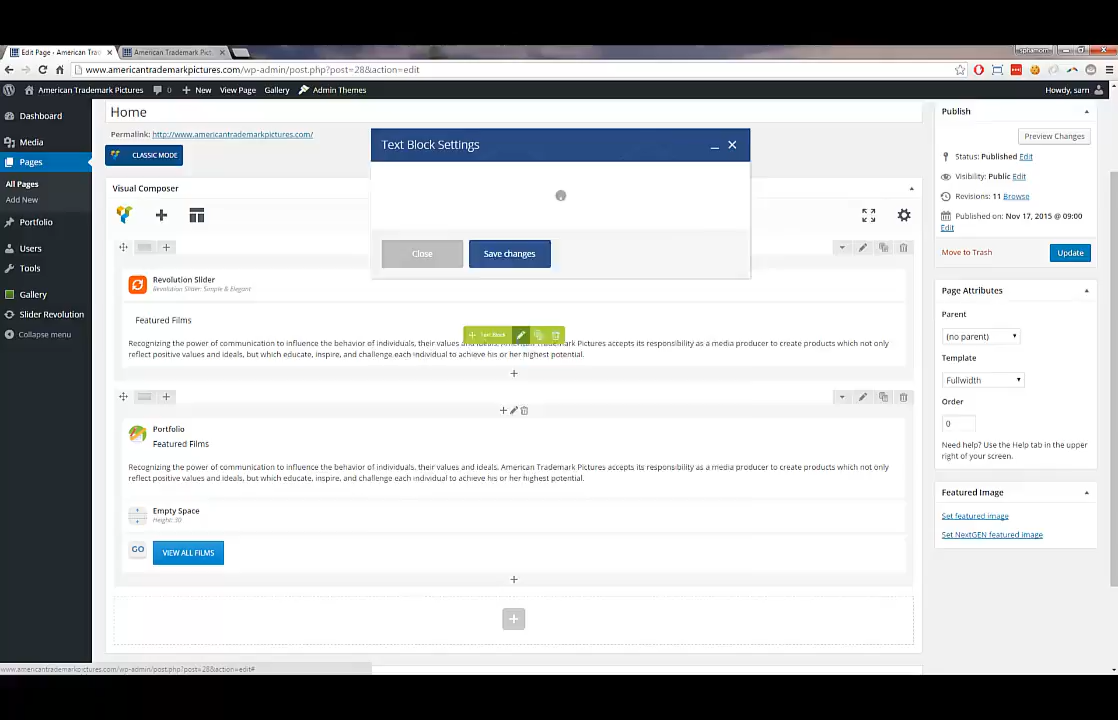 Edit Page ‹ American Trad
American Trademark Pict
www.americantrademarkpictures.com/wp-admin/post.php?post=28&action=edit
American Trademark Pictures
0
New
View Page
Gallery
Admin Themes
Howdy, sam
Dashboard
Media
Pages
All Pages
Add New
Portfolio
Users
Tools
Gallery
Slider Revolution
Collapse menu
Home
Permalink: http://www.americantrademarkpictures.com/
CLASSIC MODE
Visual Composer
Text Block Settings
Close
Save changes
Revolution Slider
Revolution Slider: Simple & Elegant
Featured Films
Text Block
Recognizing the power of communication to influence the behavior of individuals, their values and ideals, American Trademark Pictures accepts its responsibility as a media producer to create products which not only
reflect positive values and ideals, but which educate, inspire, and challenge each individual to achieve his or her highest potential.
Portfolio
Featured Films
Recognizing the power of communication to influence the behavior of individuals, their values and ideals, American Trademark Pictures accepts its responsibility as a media producer to create products which not only
reflect positive values and ideals, but which educate, inspire, and challenge each individual to achieve his or her highest potential.
Empty Space
Height: 30
GO
VIEW ALL FILMS
Publish
Preview Changes
Status: Published Edit
Visibility: Public Edit
Revisions: 11 Browse
Published on: Nov 17, 2015 @ 09:00
Edit
Move to Trash
Update
Page Attributes
Parent
(no parent)
Template
Fullwidth
Order
0
Need help? Use the Help tab in the upper
right of your screen.
Featured Image
Set featured image
Set NextGEN featured image
www.americantrademarkpictures.com/wp-admin/post.php?post=28&action=edit#